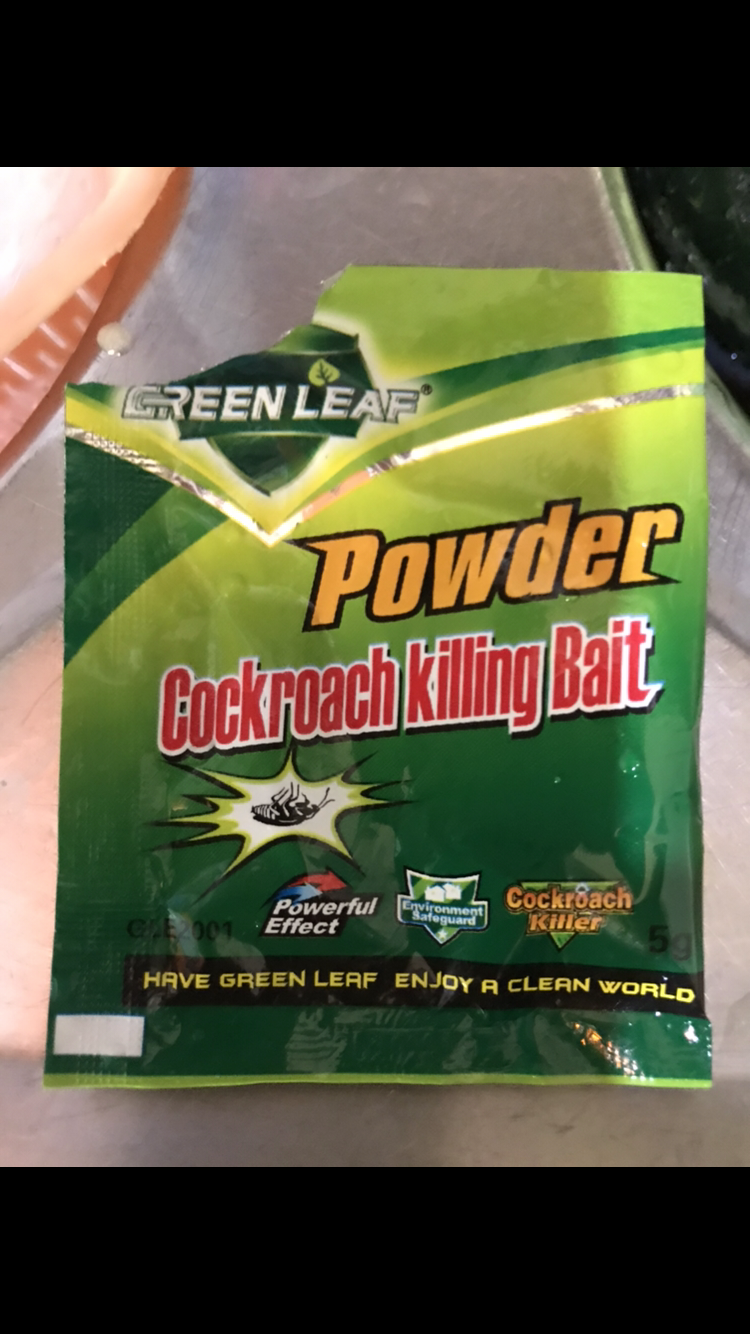 GREEN LEAF®
Powder
Cockroach killing Bait
Powerful
Effect
Environment
Safeguard
Cockroach
Killer
5g
HAVE GREEN LEAF ENJOY A CLEAN WORLD